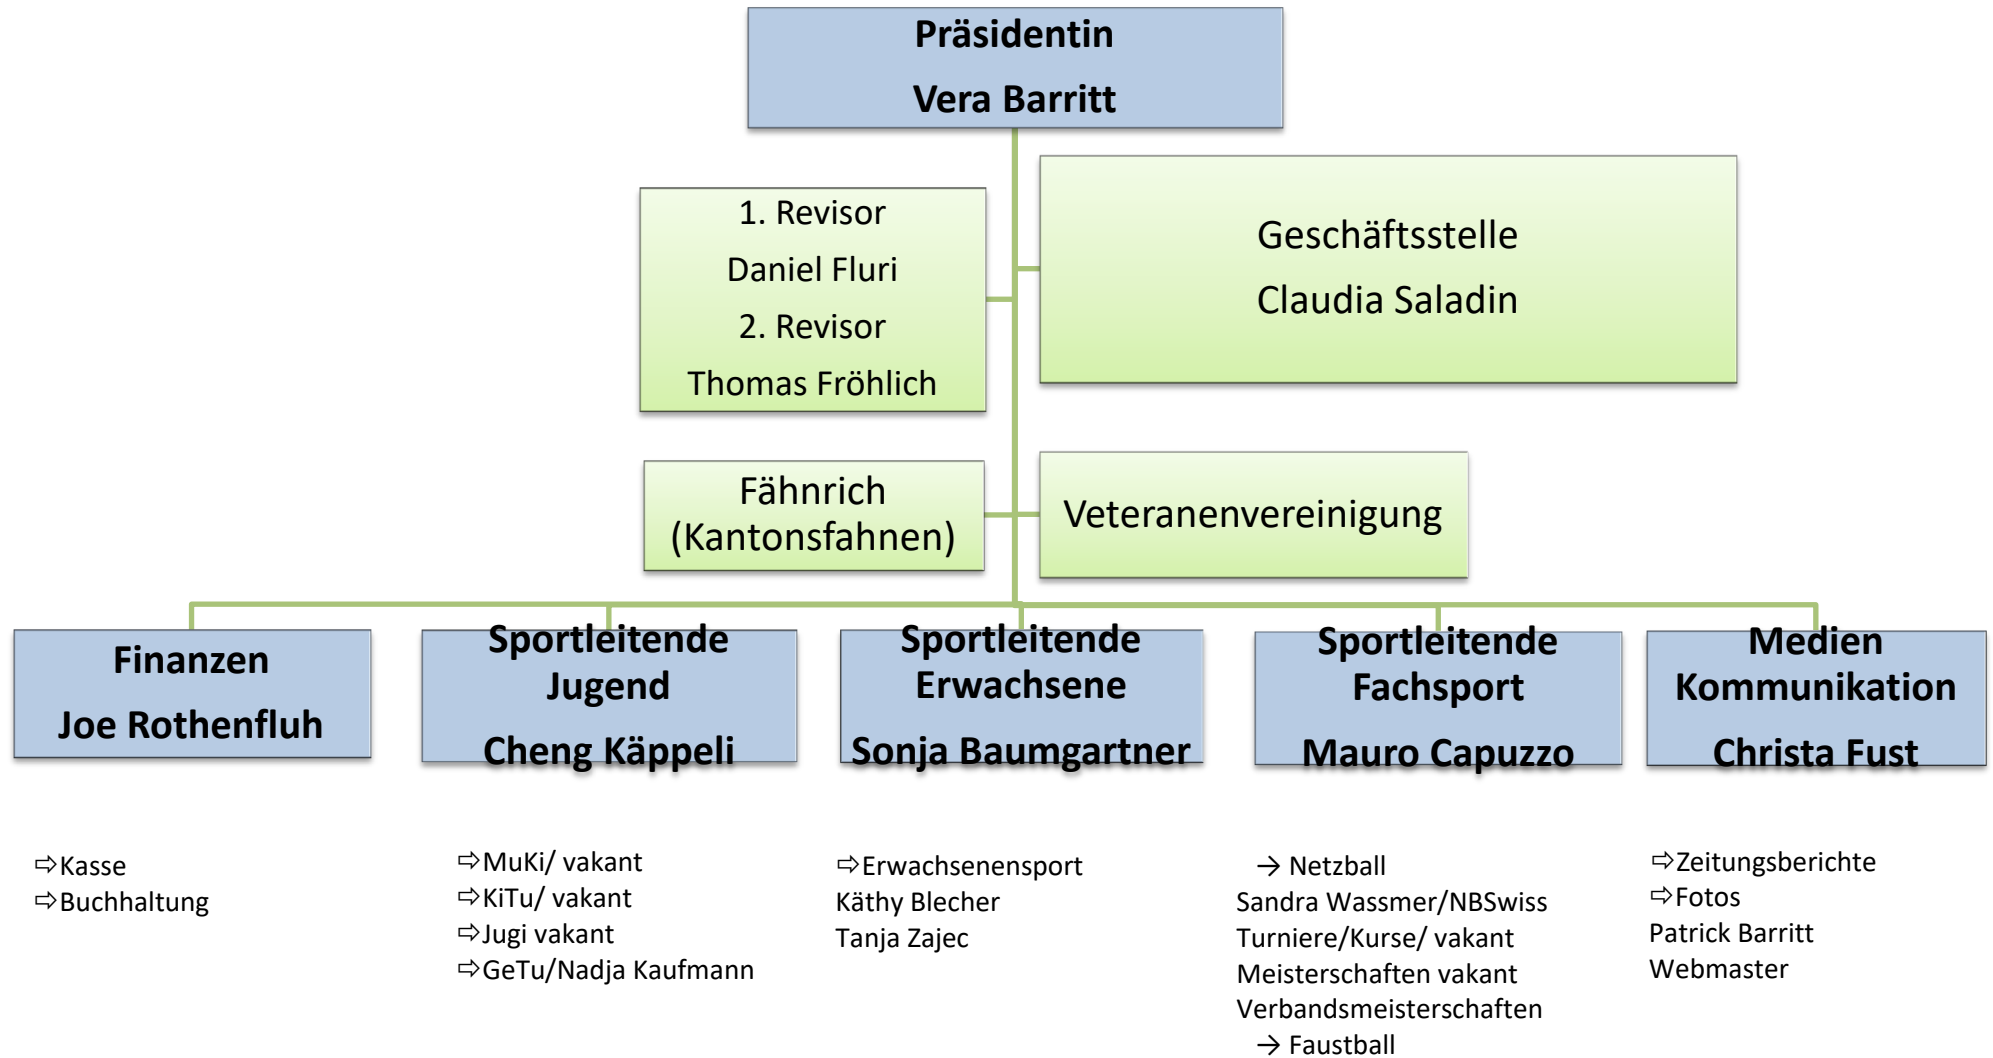 Präsidentin
Vera Barritt
1. Revisor
Daniel Fluri
2. Revisor
Thomas Fröhlich
Geschäftsstelle
Claudia Saladin
Fähnrich
(Kantonsfahnen)
Veteranenvereinigung
Finanzen
Joe Rothenfluh
Sportleitende
Jugend
Cheng Käppeli
Sportleitende
Erwachsene
Sonja Baumgartner
Sportleitende
Fachsport
Mauro Capuzzo
Medien
Kommunikation
Christa Fust
⇨Kasse
⇨Buchhaltung
⇨MuKi/ vakant
⇨KiTu/ vakant
⇨Jugi vakant
⇨GeTu/Nadja Kaufmann
⇨Erwachsenensport
Käthy Blecher
Tanja Zajec
→ Netzball
Sandra Wassmer/NBSwiss
Turniere/Kurse/ vakant
Meisterschaften vakant
Verbandsmeisterschaften
→ Faustball
⇨Zeitungsberichte
⇨Fotos
Patrick Barritt
Webmaster